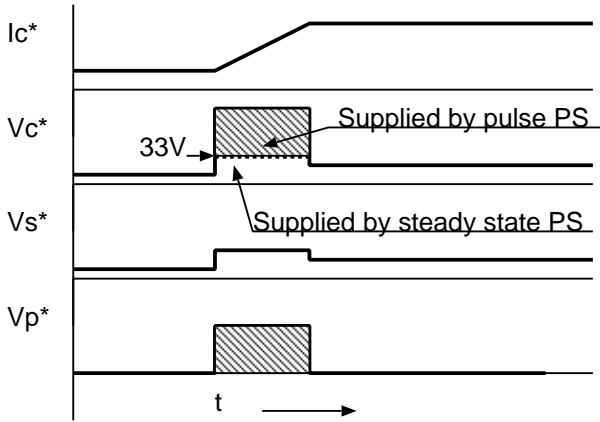 Ic*
Vc*
Supplied by pulse PS
33V
Vs*
Supplied by steady state PS
Vp*
t